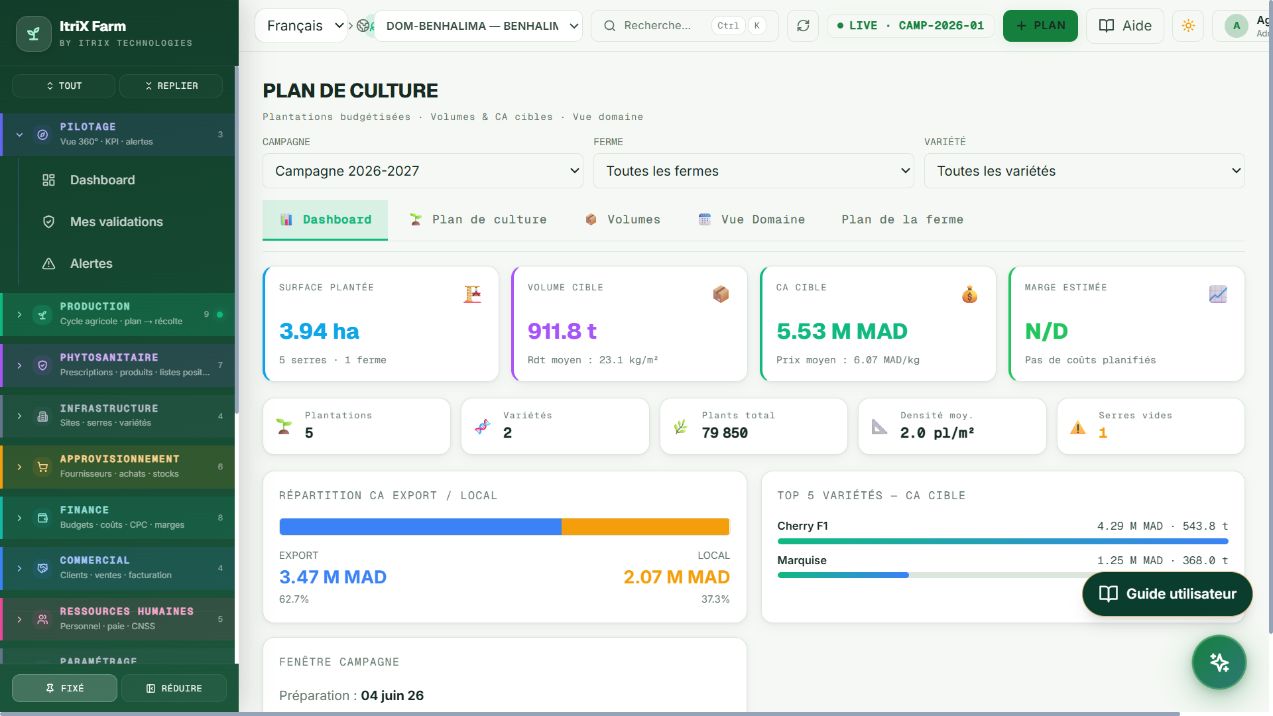 ItriX Farm
BY ITRIX TECHNOLOGIES
TOUT
REPLIER
PILOTAGE
Vue 360° · KPI · alertes
3
Dashboard
Mes validations
Alertes
PRODUCTION
Cycle agricole · plan → récolte
9
PHYTOSANITAIRE
Prescriptions · produits · listes posit...
7
INFRASTRUCTURE
Sites · serres · variétés
4
APPROVISIONNEMENT
Fournisseurs · achats · stocks
6
FINANCE
Budgets · coûts · CPC · marges
8
COMMERCIAL
Clients · ventes · facturation
4
RESSOURCES HUMAINES
Personnel · paie · CNSS
5
PARAMÉTRAGE
FIXÉ
RÉDUIRE
Français
DOM-BENHALIMA — BENHALIM
Recherche...
Ctrl K
LIVE · CAMP-2026-01
+ PLAN
Aide
A
PLAN DE CULTURE
Plantations budgétisées · Volumes & CA cibles · Vue domaine
CAMPAGNE
FERME
VARIÉTÉ
Campagne 2026-2027
Toutes les fermes
Toutes les variétés
Dashboard
Plan de culture
Volumes
Vue Domaine
Plan de la ferme
SURFACE PLANTÉE
3.94 ha
5 serres · 1 ferme
VOLUME CIBLE
911.8 t
Rdt moyen : 23.1 kg/m²
CA CIBLE
5.53 M MAD
Prix moyen : 6.07 MAD/kg
MARGE ESTIMÉE
N/D
Pas de coûts planifiés
Plantations
5
Variétés
2
Plants total
79 850
Densité moy.
2.0 pl/m²
Serres vides
1
RÉPARTITION CA EXPORT / LOCAL
EXPORT
LOCAL
3.47 M MAD
2.07 M MAD
62.7%
37.3%
TOP 5 VARIÉTÉS — CA CIBLE
Cherry F1
4.29 M MAD · 543.8 t
Marquise
1.25 M MAD · 368.0 t
Guide utilisateur
FENÊTRE CAMPAGNE
Préparation : 04 juin 26